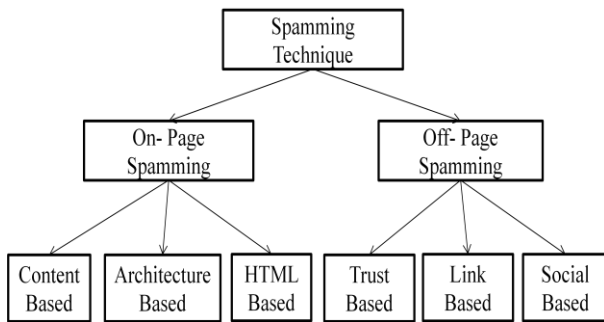 Spamming
Technique
On- Page
Spamming
Off- Page
Spamming
Content
Based
Architecture
Based
HTML
Based
Trust
Based
Link
Based
Social
Based